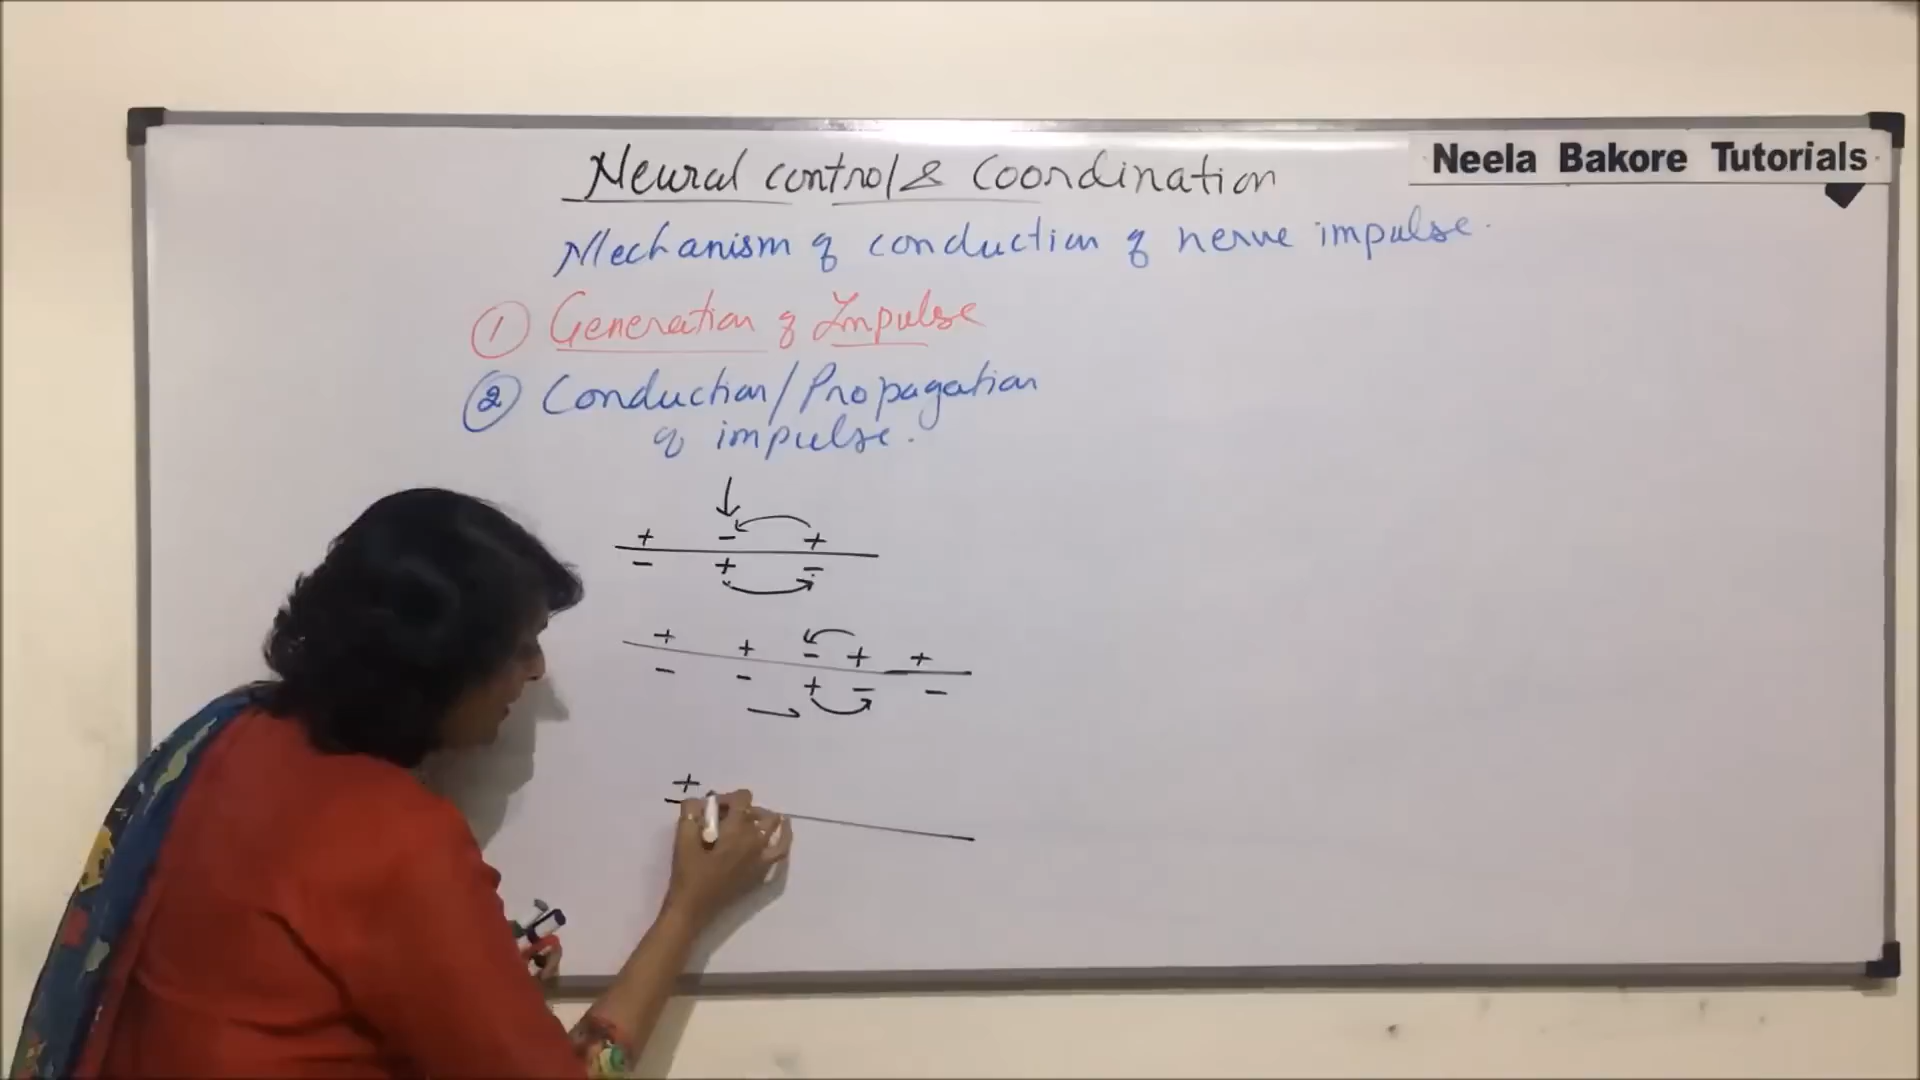 Neural control & Coordination
Neela Bakore Tutorials
Mechanism of conduction of nerve impulse.
① Generation of Impulse
② Conduction/Propagation
of impulse.
+ - +
- + -
+ + - + +
- - + - -
+